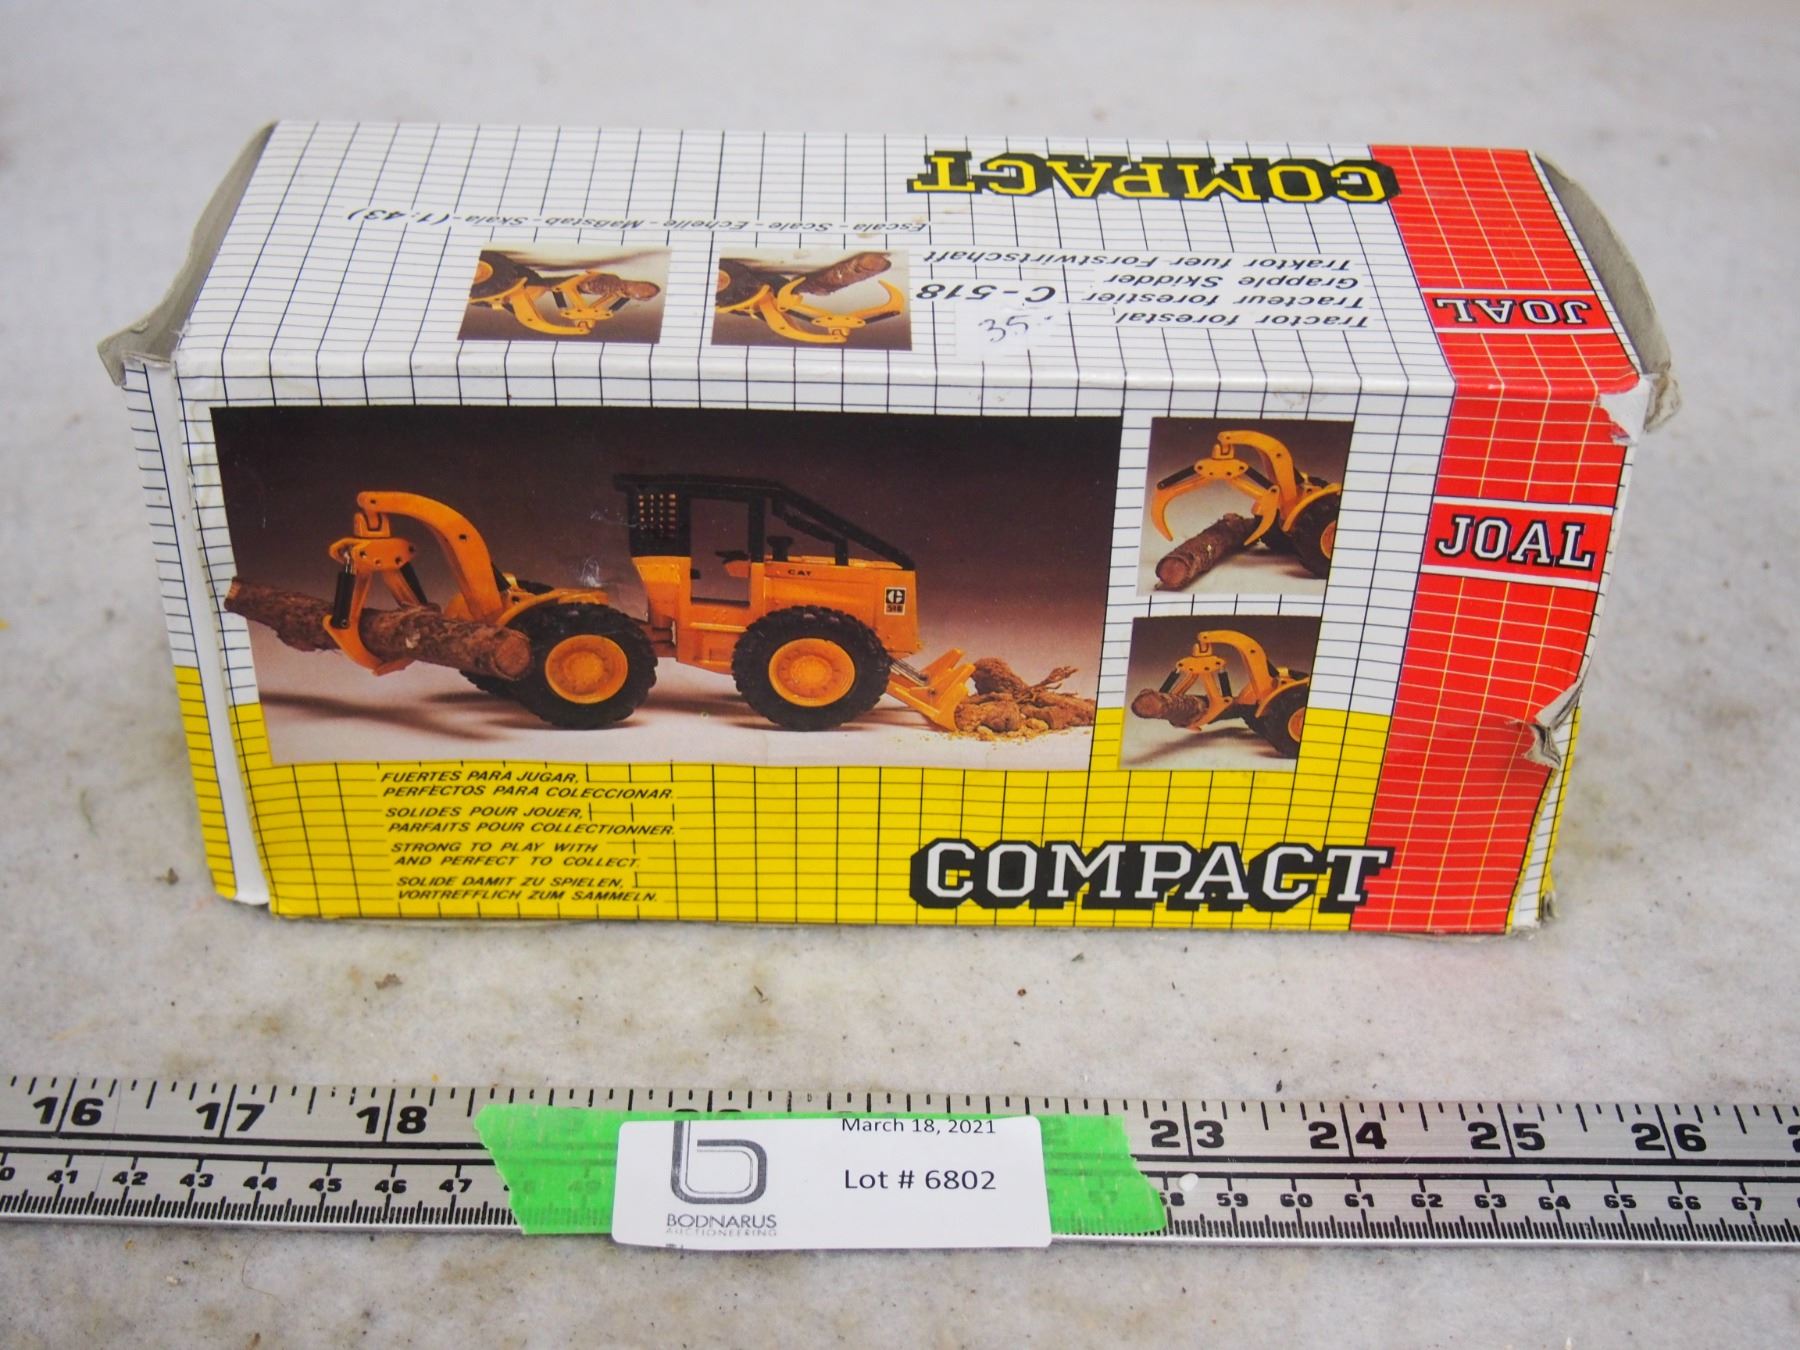 COMPACT
JOAL
Escala - Scale - Echelle - Maßstab - Skala - (1:43)
Tractor forestal
Tracteur forestier C-518
Grapple Skidder
Traktor fuer Forstwirtschaft
35.
CAT
518
JOAL
FUERTES PARA JUGAR,
PERFECTOS PARA COLECCIONAR.
SOLIDES POUR JOUER,
PARFAITS POUR COLLECTIONNER.
STRONG TO PLAY WITH
AND PERFECT TO COLLECT.
SOLIDE DAMIT ZU SPIELEN,
VORTREFFLICH ZUM SAMMELN.
COMPACT
16 17 18 23 24 25 26
41 42 43 44 45 46 47 58 59 60 61 62 63 64 65 66 67
March 18, 2021
Lot # 6802
BODNARUS
AUCTIONEERING